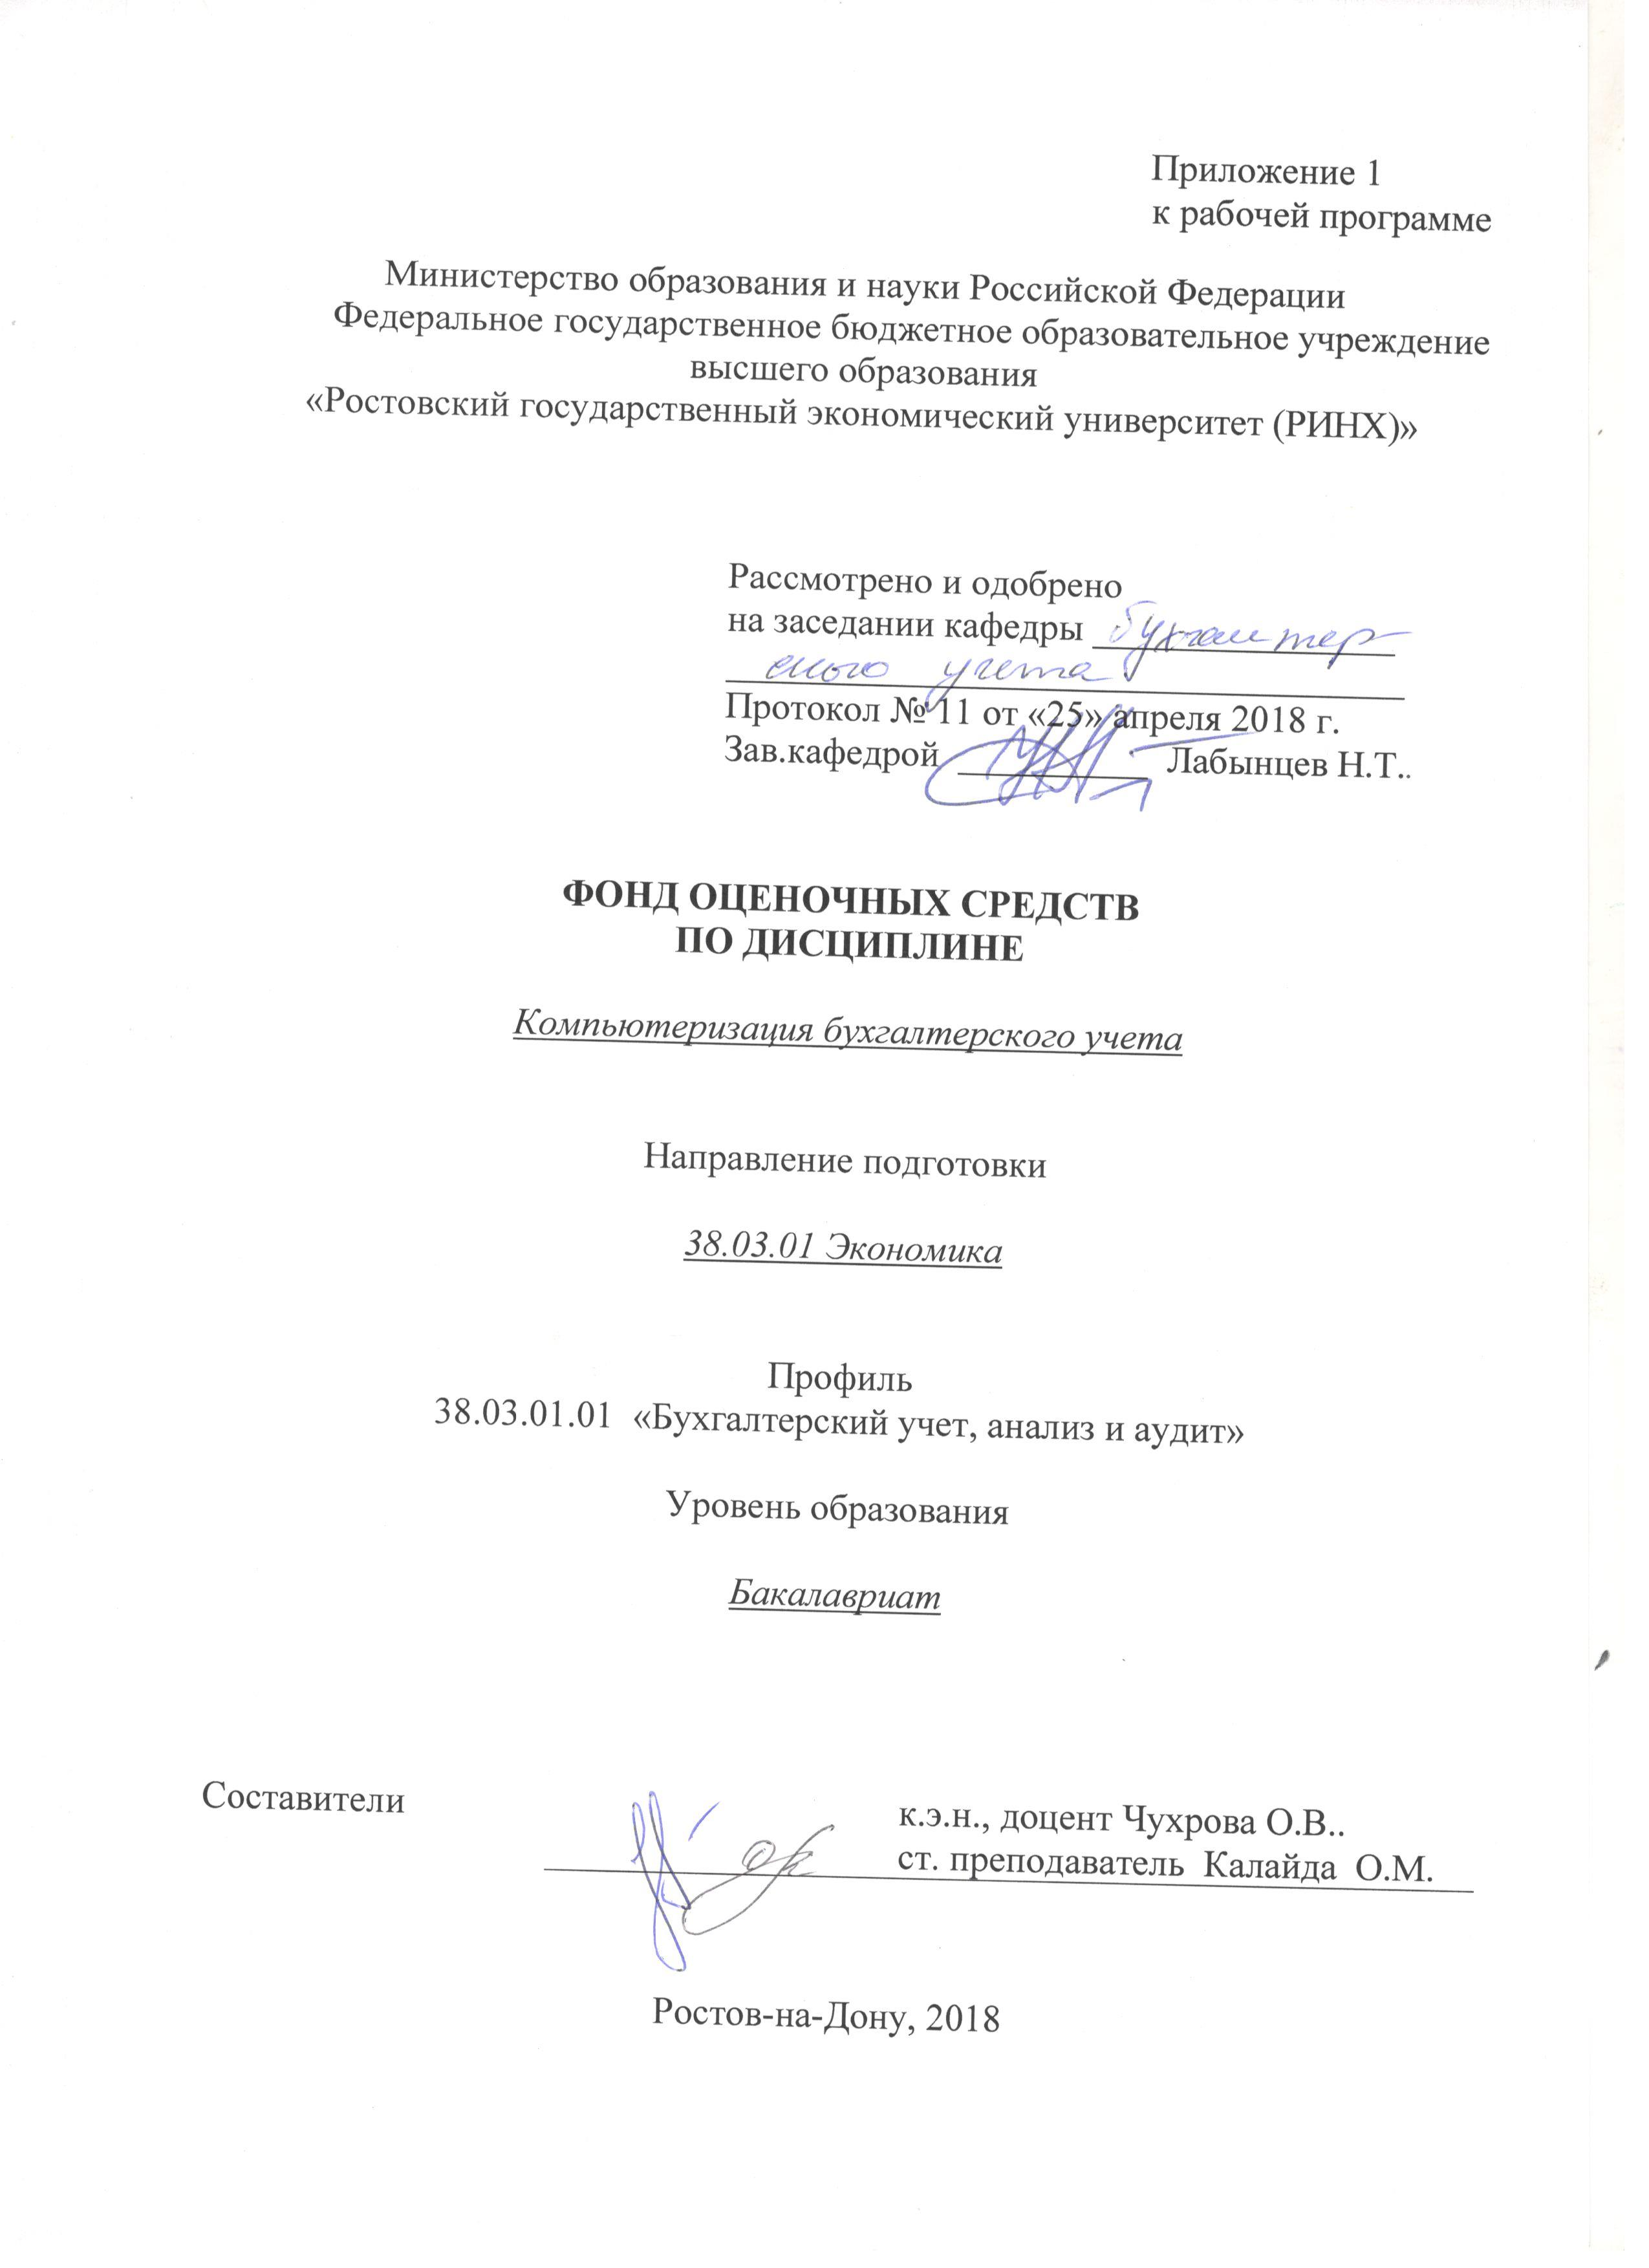 Приложение 1
к рабочей программе
Министерство образования и науки Российской Федерации
Федеральное государственное бюджетное образовательное учреждение
высшего образования
«Ростовский государственный экономический университет (РИНХ)»
Рассмотрено и одобрено
на заседании кафедры бухгалтер-
ского учета
Протокол № 11 от «25» апреля 2018 г.
Зав.кафедрой Лабынцев Н.Т..
ФОНД ОЦЕНОЧНЫХ СРЕДСТВ
ПО ДИСЦИПЛИНЕ
Компьютеризация бухгалтерского учета
Направление подготовки
38.03.01 Экономика
Профиль
38.03.01.01 «Бухгалтерский учет, анализ и аудит»
Уровень образования
Бакалавриат
Составители
к.э.н., доцент Чухрова О.В..
ст. преподаватель Калайда О.М.
Ростов-на-Дону, 2018